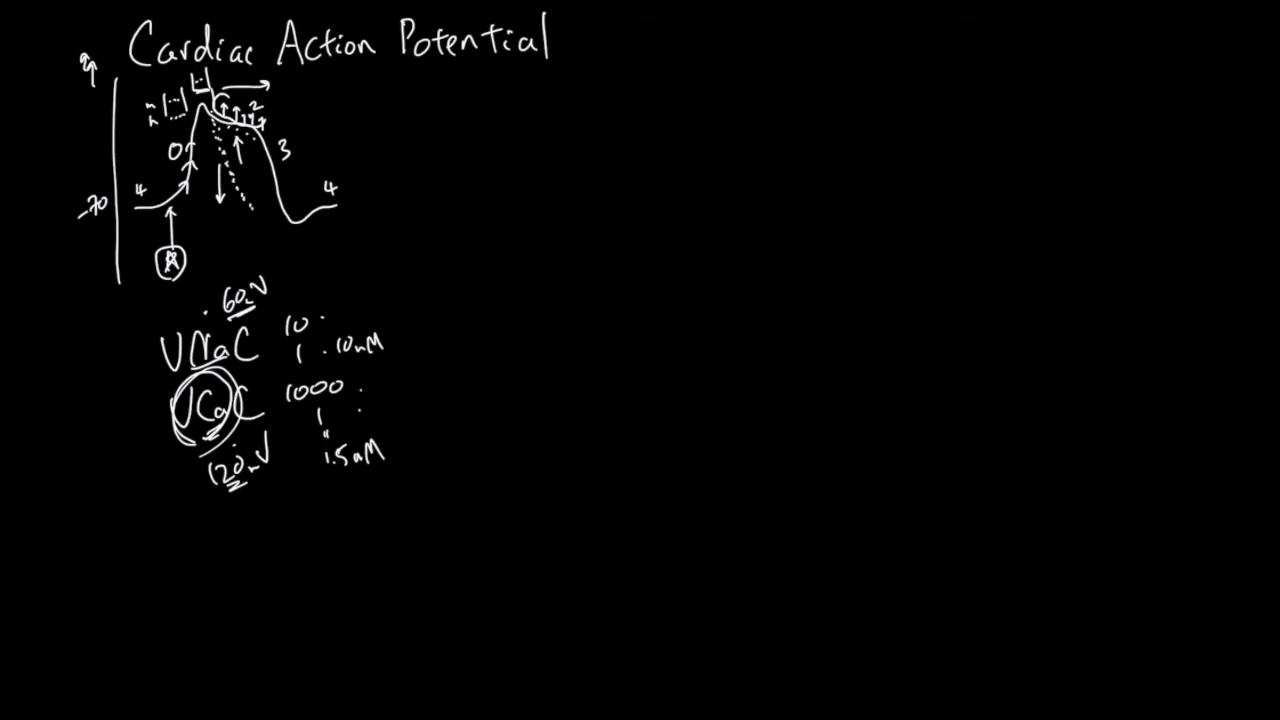 Cardiac Action Potential
m
h
2
0
3
4
4
-70
60mV
VNaC 10
1 10mM
VCaC 1000
1
120mV 1.5mM